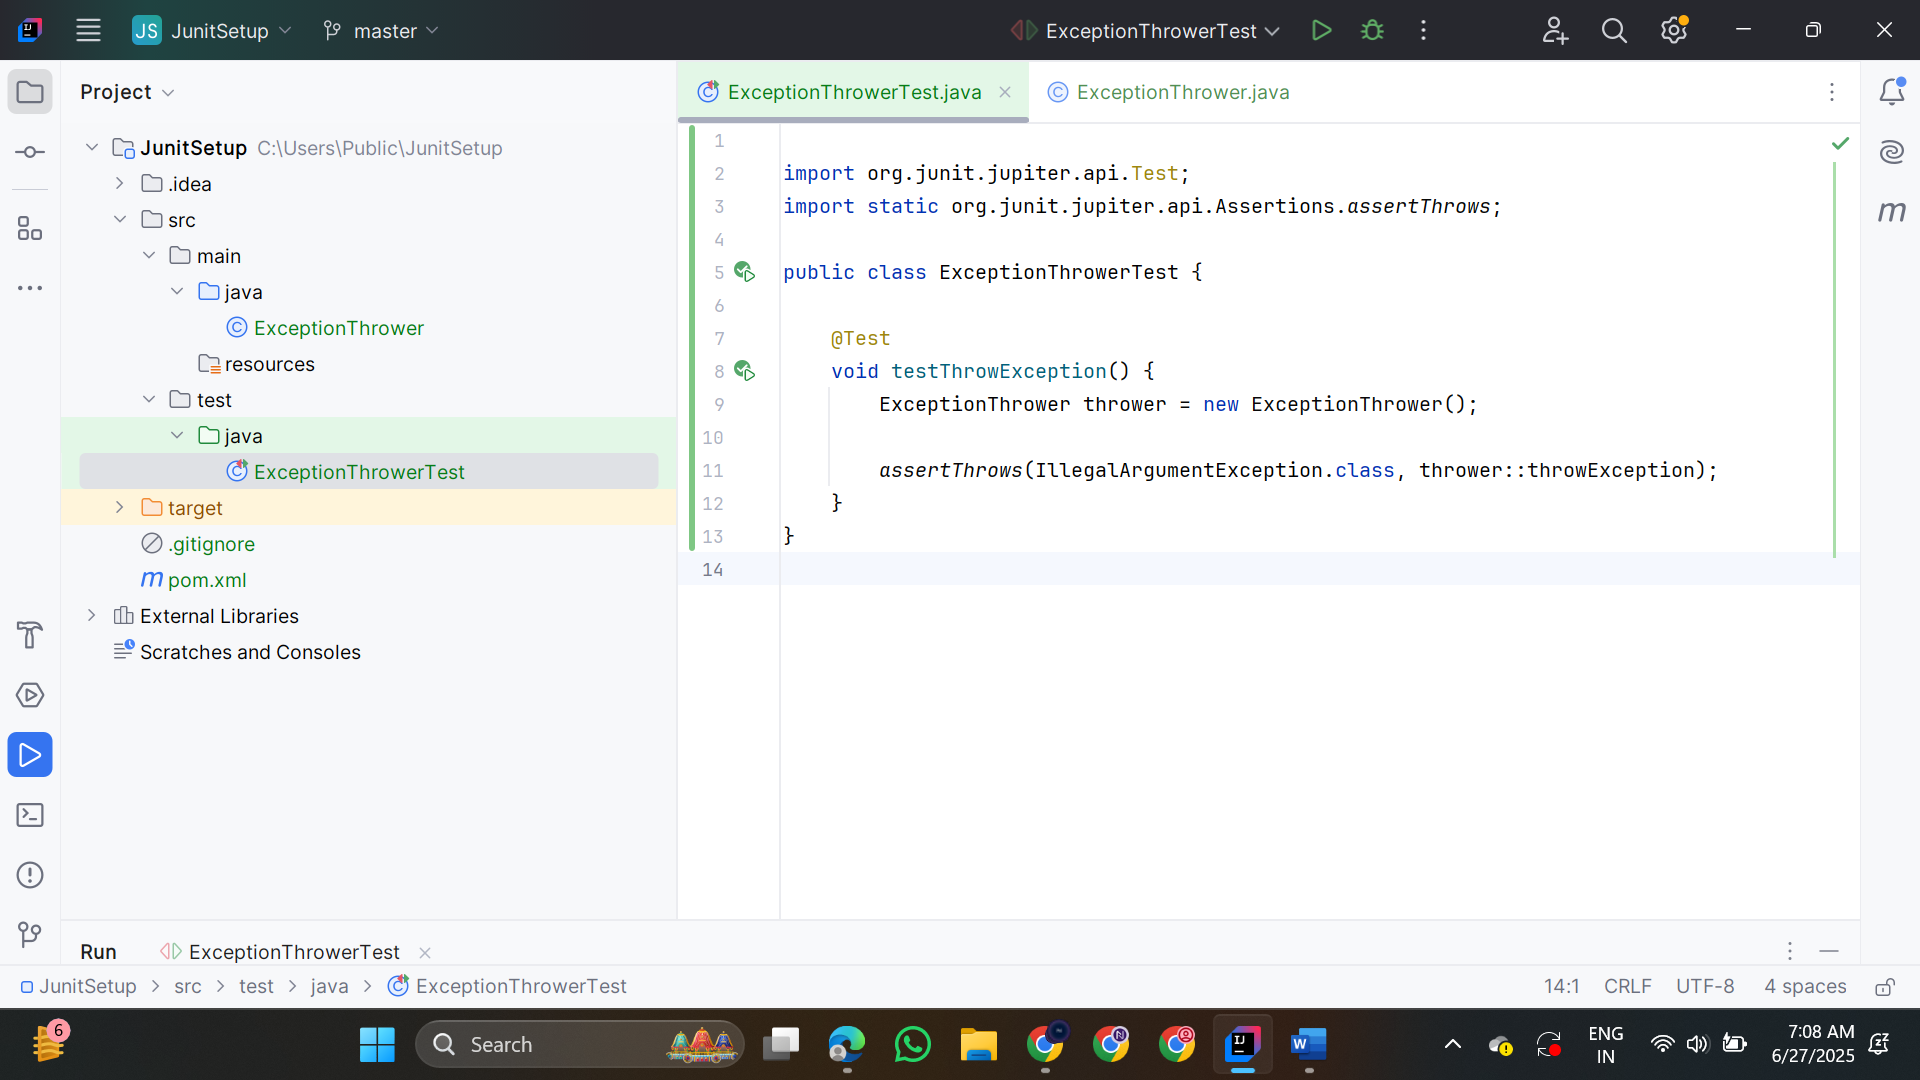 JS JunitSetup master ExceptionThrowerTest
Project
ExceptionThrowerTest.java ExceptionThrower.java
JunitSetup C:\Users\Public\JunitSetup
.idea
src
main
java
ExceptionThrower
resources
test
java
ExceptionThrowerTest
target
.gitignore
m pom.xml
External Libraries
Scratches and Consoles
1
2 import org.junit.jupiter.api.Test;
3 import static org.junit.jupiter.api.Assertions.assertThrows;
4
5 public class ExceptionThrowerTest {
6
7 @Test
8 void testThrowException() {
9 ExceptionThrower thrower = new ExceptionThrower();
10
11 assertThrows(IllegalArgumentException.class, thrower::throwException);
12 }
13 }
14
m
Run ExceptionThrowerTest
JunitSetup > src > test > java > ExceptionThrowerTest 14:1 CRLF UTF-8 4 spaces
6
Search
ENG
IN
7:08 AM
6/27/2025